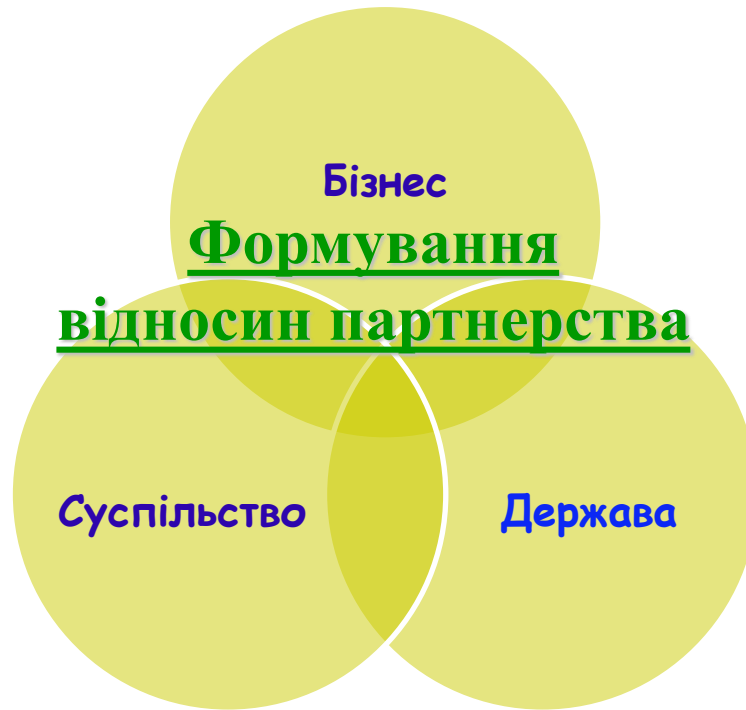 Бізнес
Формування
відносин партнерства
Суспільство
Держава